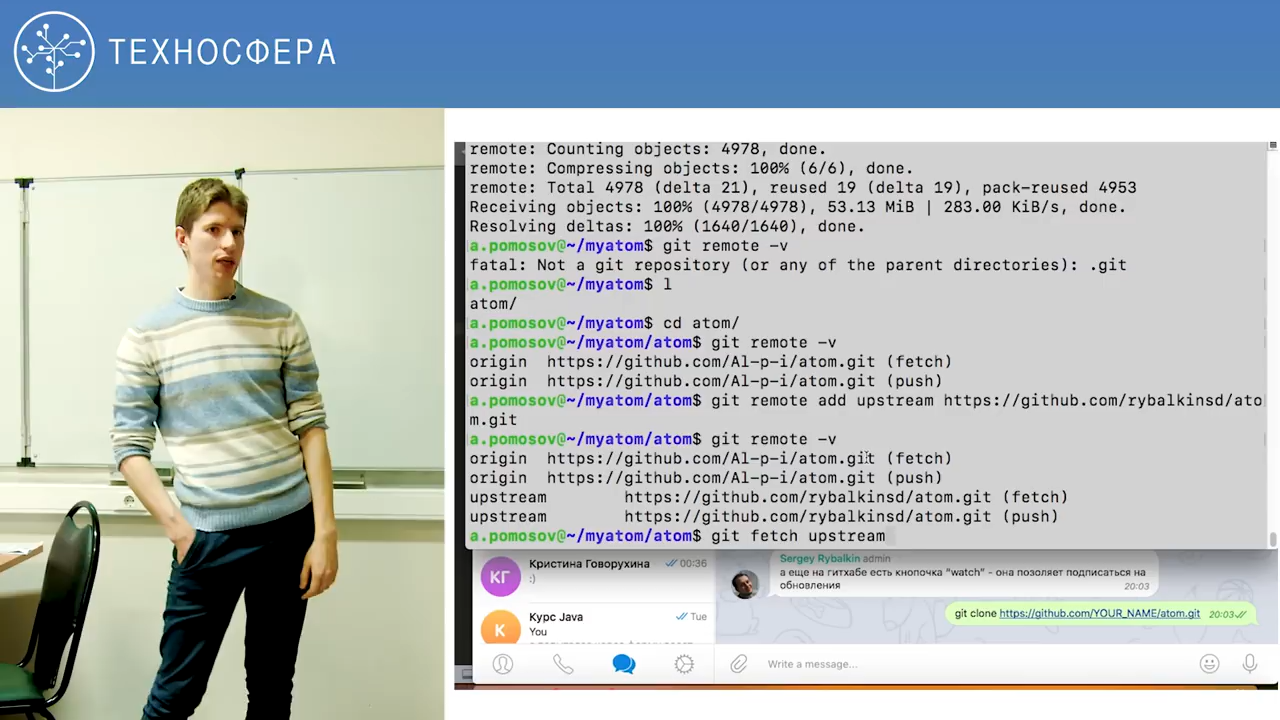 ТЕХНОСФЕРА
remote: Counting objects: 4978, done.
remote: Compressing objects: 100% (6/6), done.
remote: Total 4978 (delta 21), reused 19 (delta 19), pack-reused 4953
Receiving objects: 100% (4978/4978), 53.13 MiB | 283.00 KiB/s, done.
Resolving deltas: 100% (1640/1640), done.
a.pomosov@~/myatom$ git remote -v
fatal: Not a git repository (or any of the parent directories): .git
a.pomosov@~/myatom$ l
atom/
a.pomosov@~/myatom$ cd atom/
a.pomosov@~/myatom/atom$ git remote -v
origin  https://github.com/Al-p-i/atom.git (fetch)
origin  https://github.com/Al-p-i/atom.git (push)
a.pomosov@~/myatom/atom$ git remote add upstream https://github.com/rybalkinsd/ato
m.git
a.pomosov@~/myatom/atom$ git remote -v
origin  https://github.com/Al-p-i/atom.git (fetch)
origin  https://github.com/Al-p-i/atom.git (push)
upstream        https://github.com/rybalkinsd/atom.git (fetch)
upstream        https://github.com/rybalkinsd/atom.git (push)
a.pomosov@~/myatom/atom$ git fetch upstream
КГ
Кристина Говорухина 00:36
:)
К
Курс Java Tue
You
Sergey Rybalkin admin
а еще на гитхабе есть кнопочка “watch” - она позоляет подписаться на
обновления
20:03
git clone https://github.com/YOUR_NAME/atom.git 20:03
Write a message...